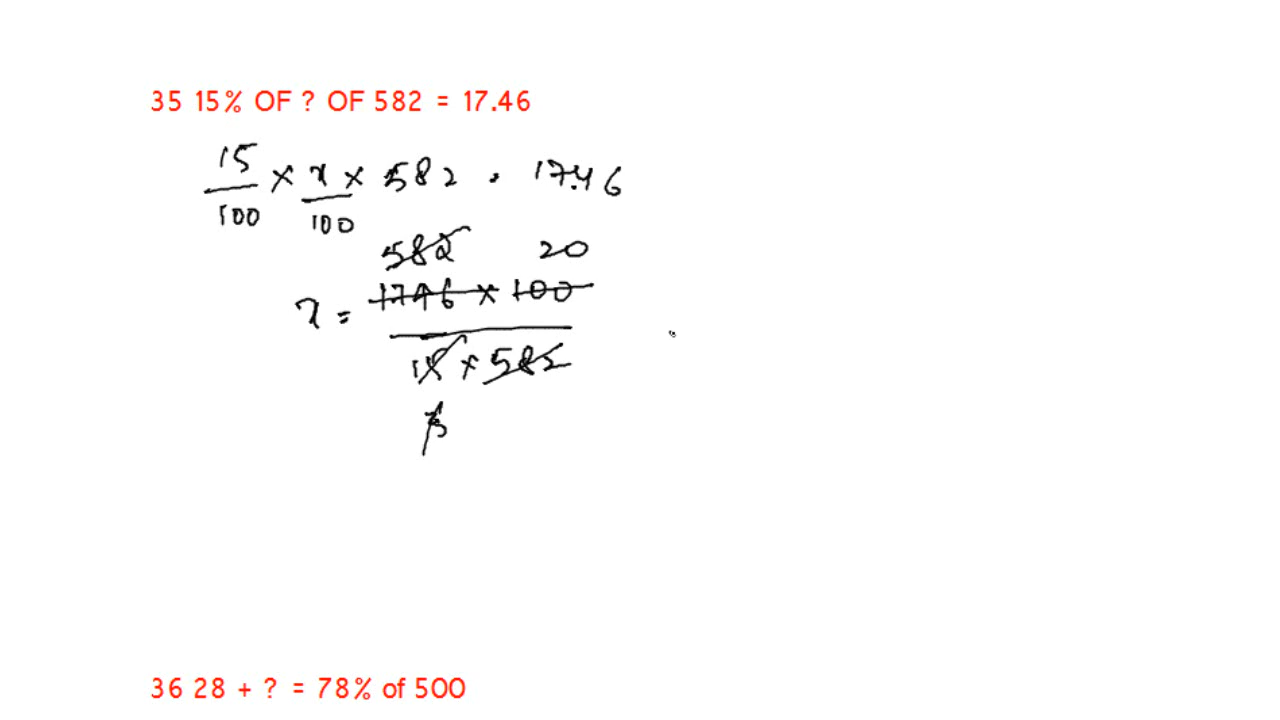 35 15% OF ? OF 582 = 17.46
15/100 × x/100 × 582 = 17.46
582 20
x = 1746 × 100 / 15 × 582
3
36 28 + ? = 78% of 500